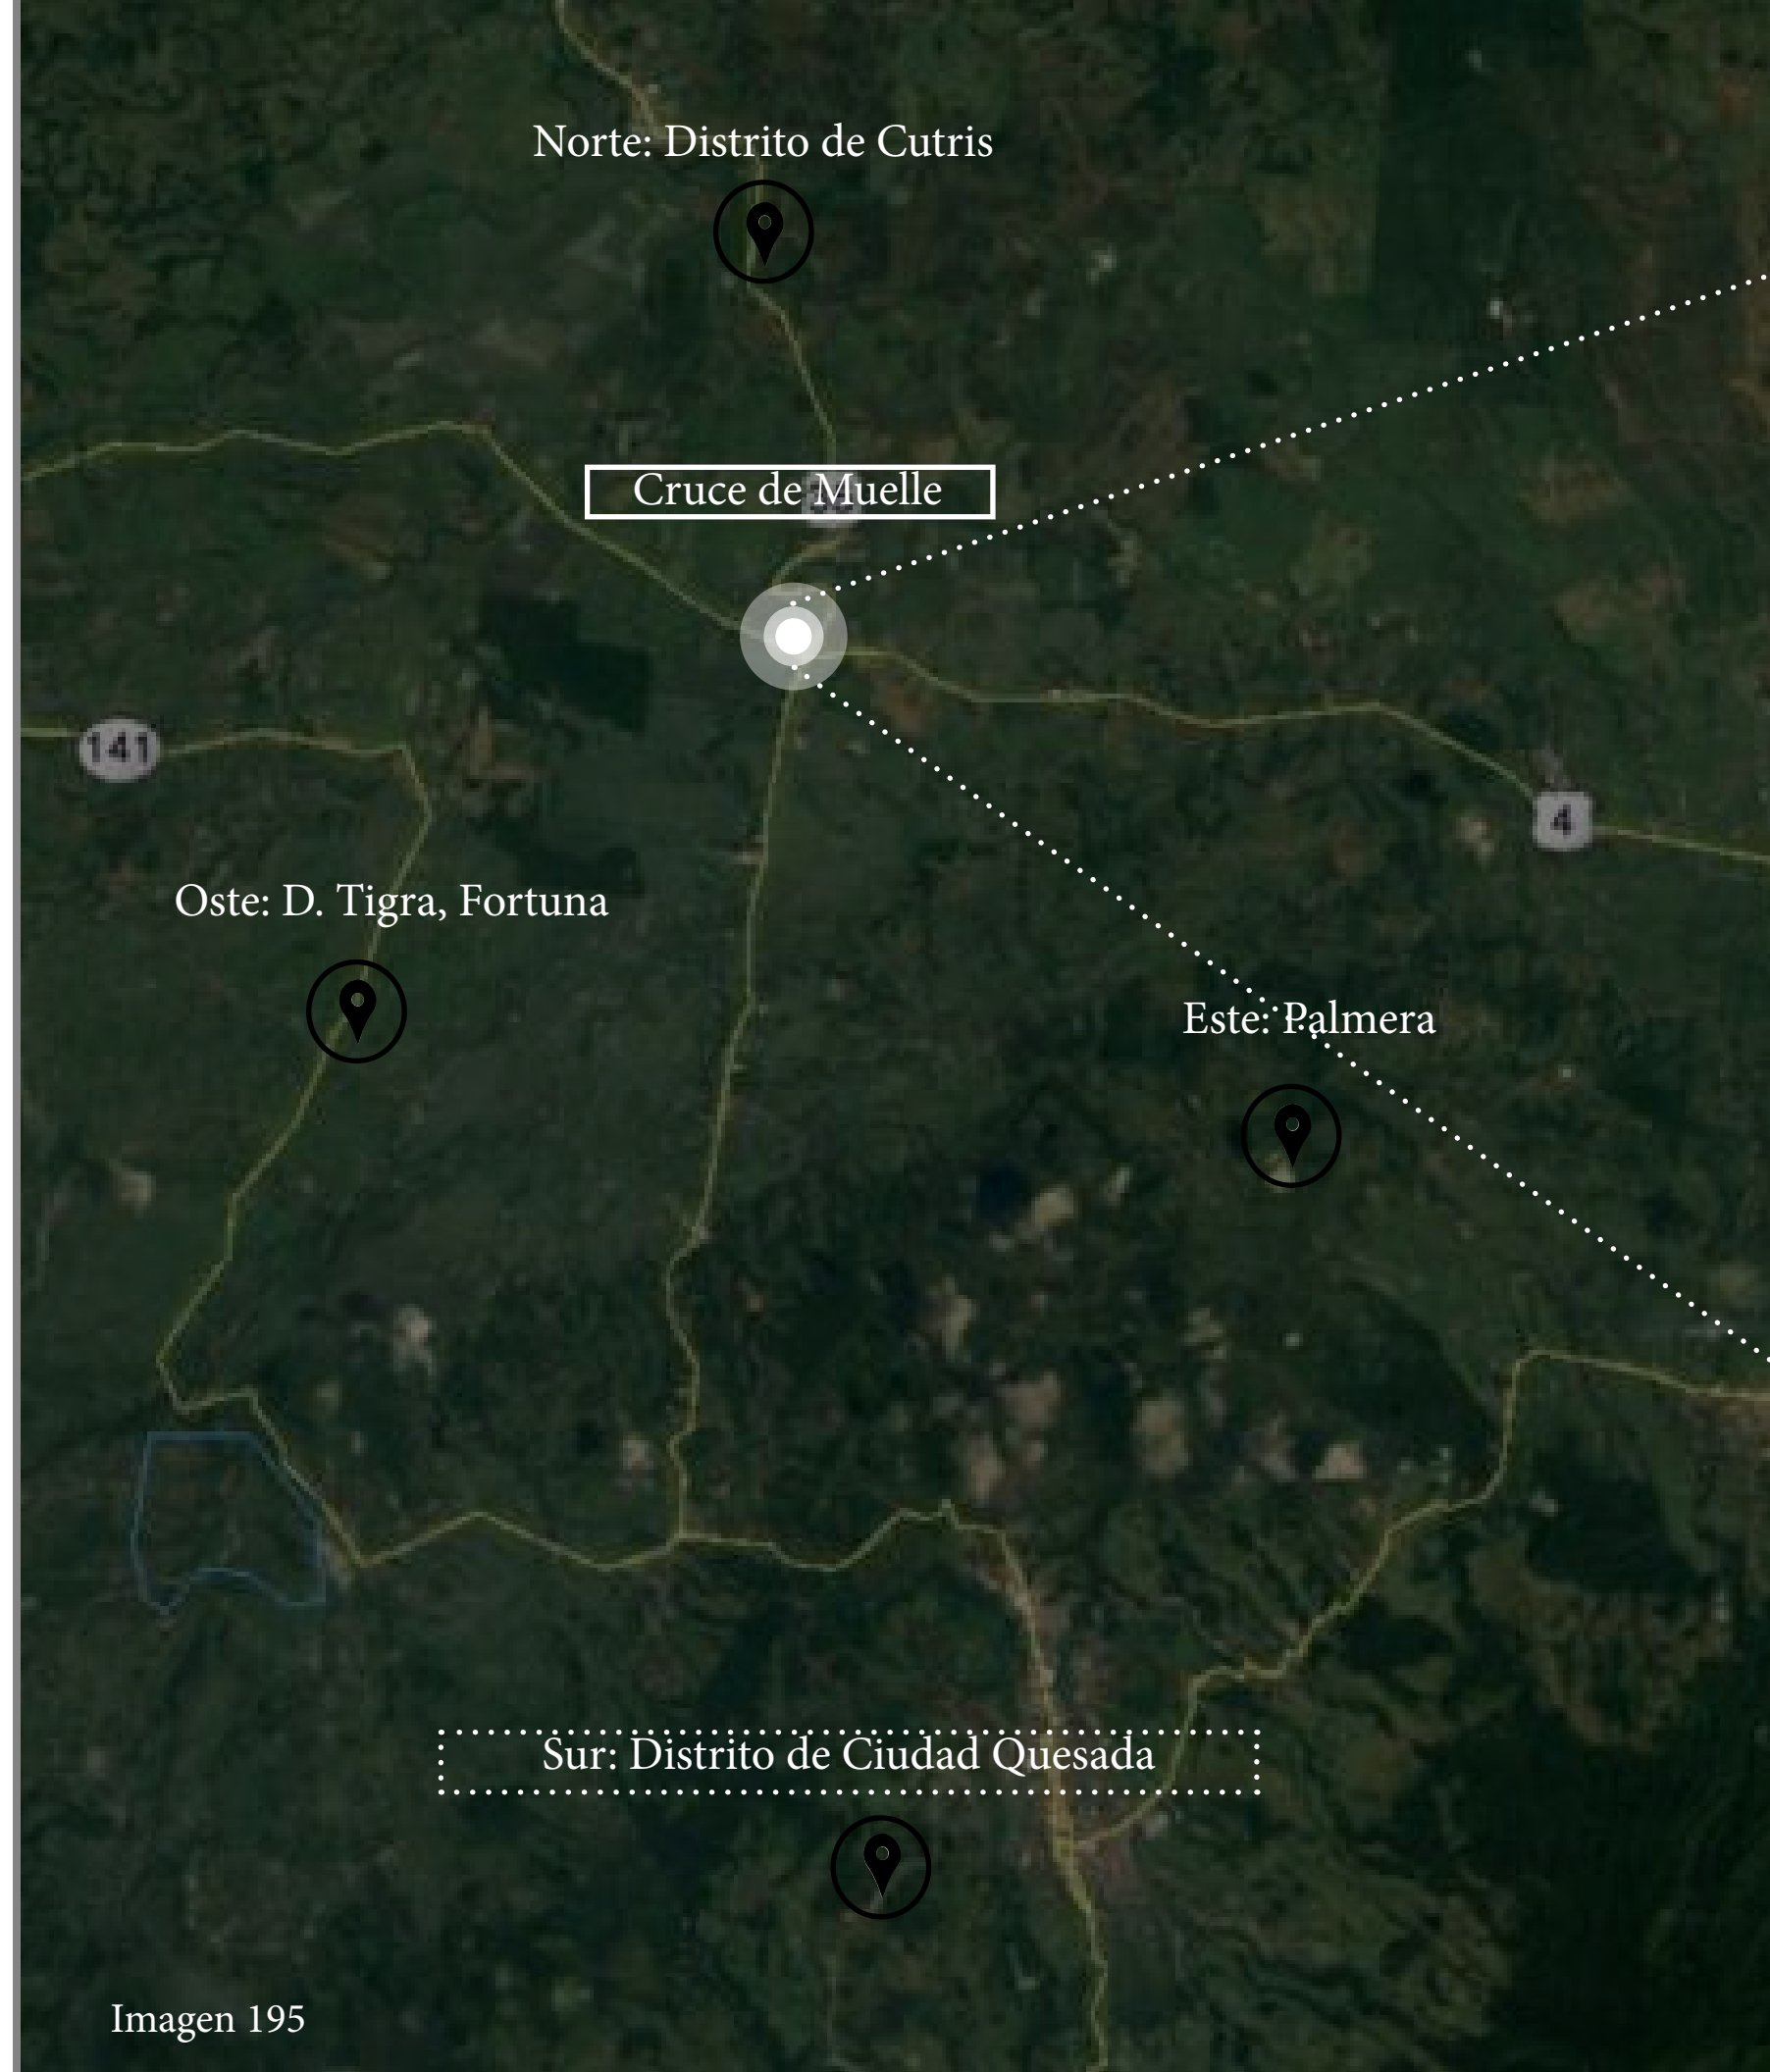 Norte: Distrito de Cutris
Cruce de Muelle
141
4
Oste: D. Tigra, Fortuna
Este: Palmera
Sur: Distrito de Ciudad Quesada
Imagen 195